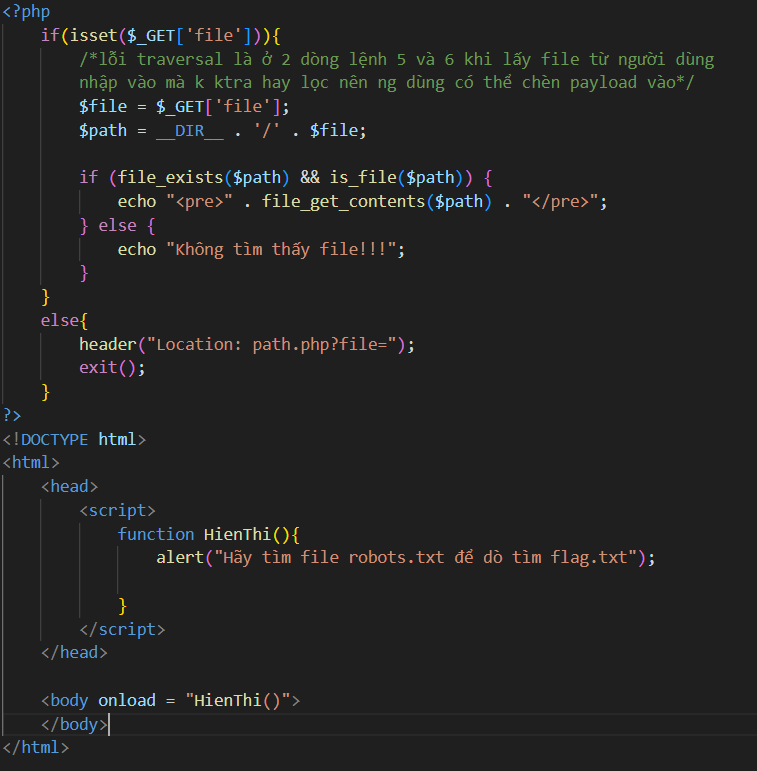 <?php
if(isset($_GET['file'])){
/*lỗi traversal là ở 2 dòng lệnh 5 và 6 khi lấy file từ người dùng
nhập vào mà k ktra hay lọc nên ng dùng có thể chèn payload vào*/
$file = $_GET['file'];
$path = __DIR__ . '/' . $file;
if (file_exists($path) && is_file($path)) {
echo "<pre>" . file_get_contents($path) . "</pre>";
} else {
echo "Không tìm thấy file!!!";
}
}
else{
header("Location: path.php?file=");
exit();
}
?>
<!DOCTYPE html>
<html>
<head>
<script>
function HienThi(){
alert("Hãy tìm file robots.txt để dò tìm flag.txt");
}
</script>
</head>
<body onload = "HienThi()">
</body>
</html>